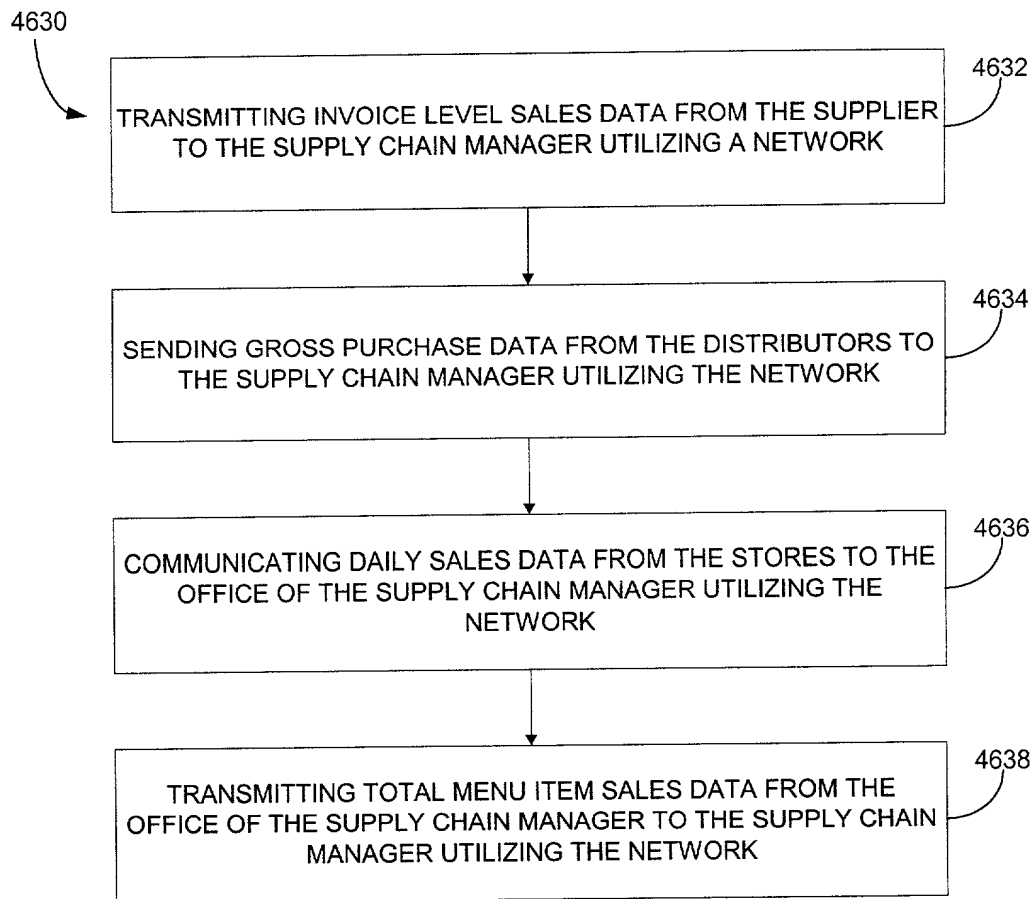 4630
4632
TRANSMITTING INVOICE LEVEL SALES DATA FROM THE SUPPLIER
TO THE SUPPLY CHAIN MANAGER UTILIZING A NETWORK
4634
SENDING GROSS PURCHASE DATA FROM THE DISTRIBUTORS TO
THE SUPPLY CHAIN MANAGER UTILIZING THE NETWORK
4636
COMMUNICATING DAILY SALES DATA FROM THE STORES TO THE
OFFICE OF THE SUPPLY CHAIN MANAGER UTILIZING THE
NETWORK
4638
TRANSMITTING TOTAL MENU ITEM SALES DATA FROM THE
OFFICE OF THE SUPPLY CHAIN MANAGER TO THE SUPPLY CHAIN
MANAGER UTILIZING THE NETWORK